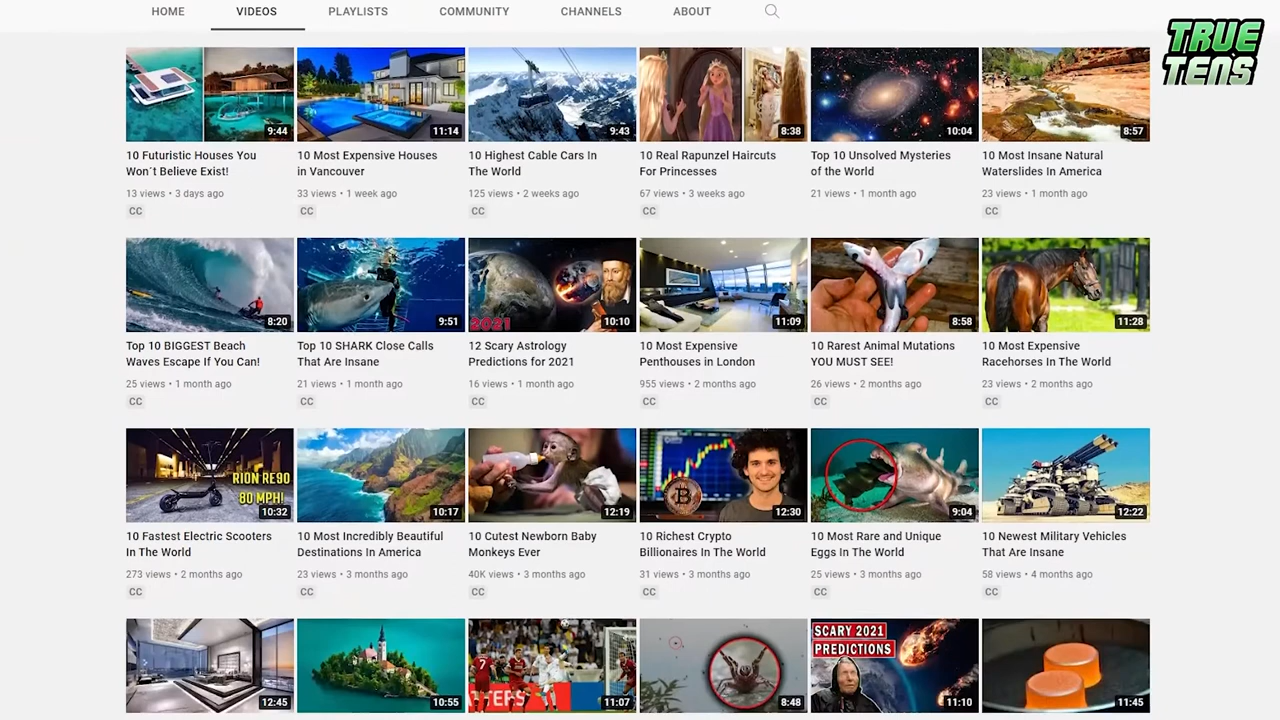 HOME VIDEOS PLAYLISTS COMMUNITY CHANNELS ABOUT
TRUE
TENS
9:44 11:14 9:43 8:38 10:04 8:57
10 Futuristic Houses You
Won´t Believe Exist!
13 views • 3 days ago
CC
10 Most Expensive Houses
in Vancouver
33 views • 1 week ago
CC
10 Highest Cable Cars In
The World
125 views • 2 weeks ago
CC
10 Real Rapunzel Haircuts
For Princesses
67 views • 3 weeks ago
CC
Top 10 Unsolved Mysteries
of the World
21 views • 1 month ago
10 Most Insane Natural
Waterslides In America
23 views • 1 month ago
CC
2021
8:20 9:51 10:10 11:09 8:58 11:28
Top 10 BIGGEST Beach
Waves Escape If You Can!
25 views • 1 month ago
CC
Top 10 SHARK Close Calls
That Are Insane
21 views • 1 month ago
CC
12 Scary Astrology
Predictions for 2021
16 views • 1 month ago
CC
10 Most Expensive
Penthouses in London
955 views • 2 months ago
CC
10 Rarest Animal Mutations
YOU MUST SEE!
26 views • 2 months ago
CC
10 Most Expensive
Racehorses In The World
23 views • 2 months ago
CC
RION RE90
80 MPH!
10:32 10:17 12:19 12:30 9:04 12:22
10 Fastest Electric Scooters
In The World
273 views • 2 months ago
CC
10 Most Incredibly Beautiful
Destinations In America
23 views • 3 months ago
CC
10 Cutest Newborn Baby
Monkeys Ever
40K views • 3 months ago
CC
10 Richest Crypto
Billionaires In The World
31 views • 3 months ago
CC
10 Most Rare and Unique
Eggs In The World
25 views • 3 months ago
CC
10 Newest Military Vehicles
That Are Insane
58 views • 4 months ago
CC
SCARY 2021
PREDICTIONS
12:45 10:55 11:07 8:48 11:10 11:45